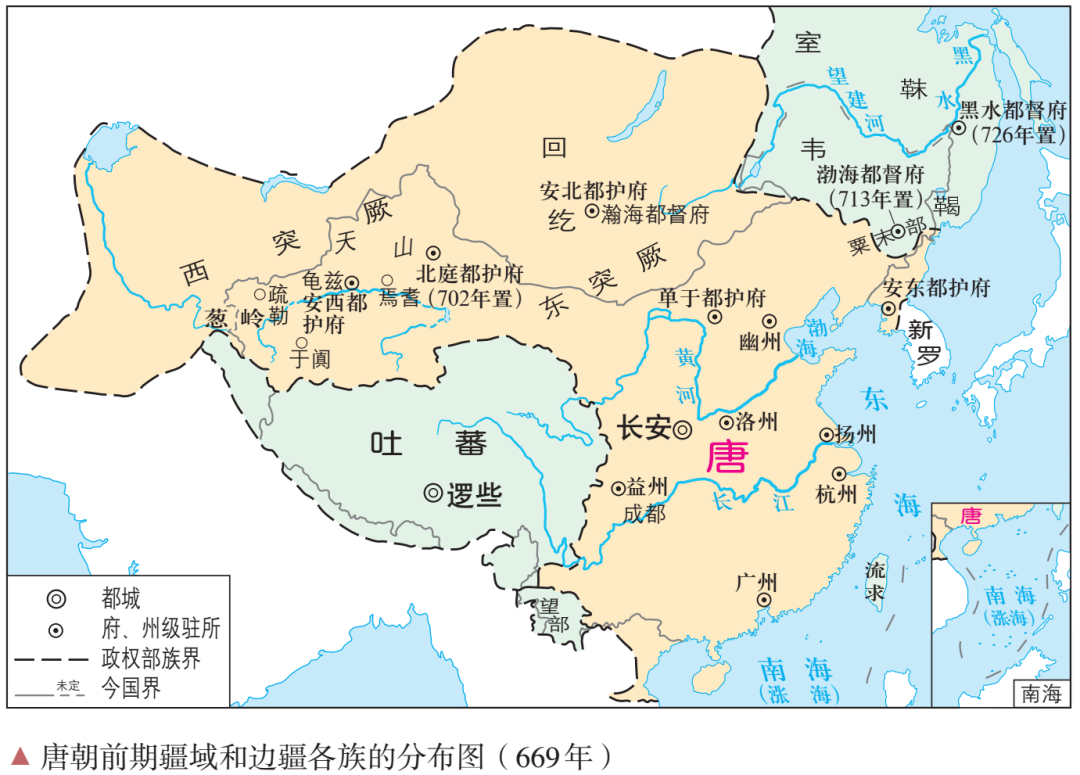 室
韦
靺
鞨
黑
水
望
建
河
黑水都督府
(726年置)
渤海都督府
(713年置)
粟末部
回
纥
安北都护府
瀚海都督府
西突厥
天山
北庭都护府
(702年置)
东突厥
龟兹
安西都
护府
焉耆
疏
勒
葱岭
于阗
单于都护府
幽州
安东都护府
新
罗
渤
海
黄
河
长安
洛州
唐
扬州
杭州
东
海
吐蕃
逻些
益州
成都
长江
广州
流
求
望
部
南海
(涨海)
唐
南海
(涨海)
南海
都城
府、州级驻所
政权部族界
未定
今国界
▲ 唐朝前期疆域和边疆各族的分布图（669年）